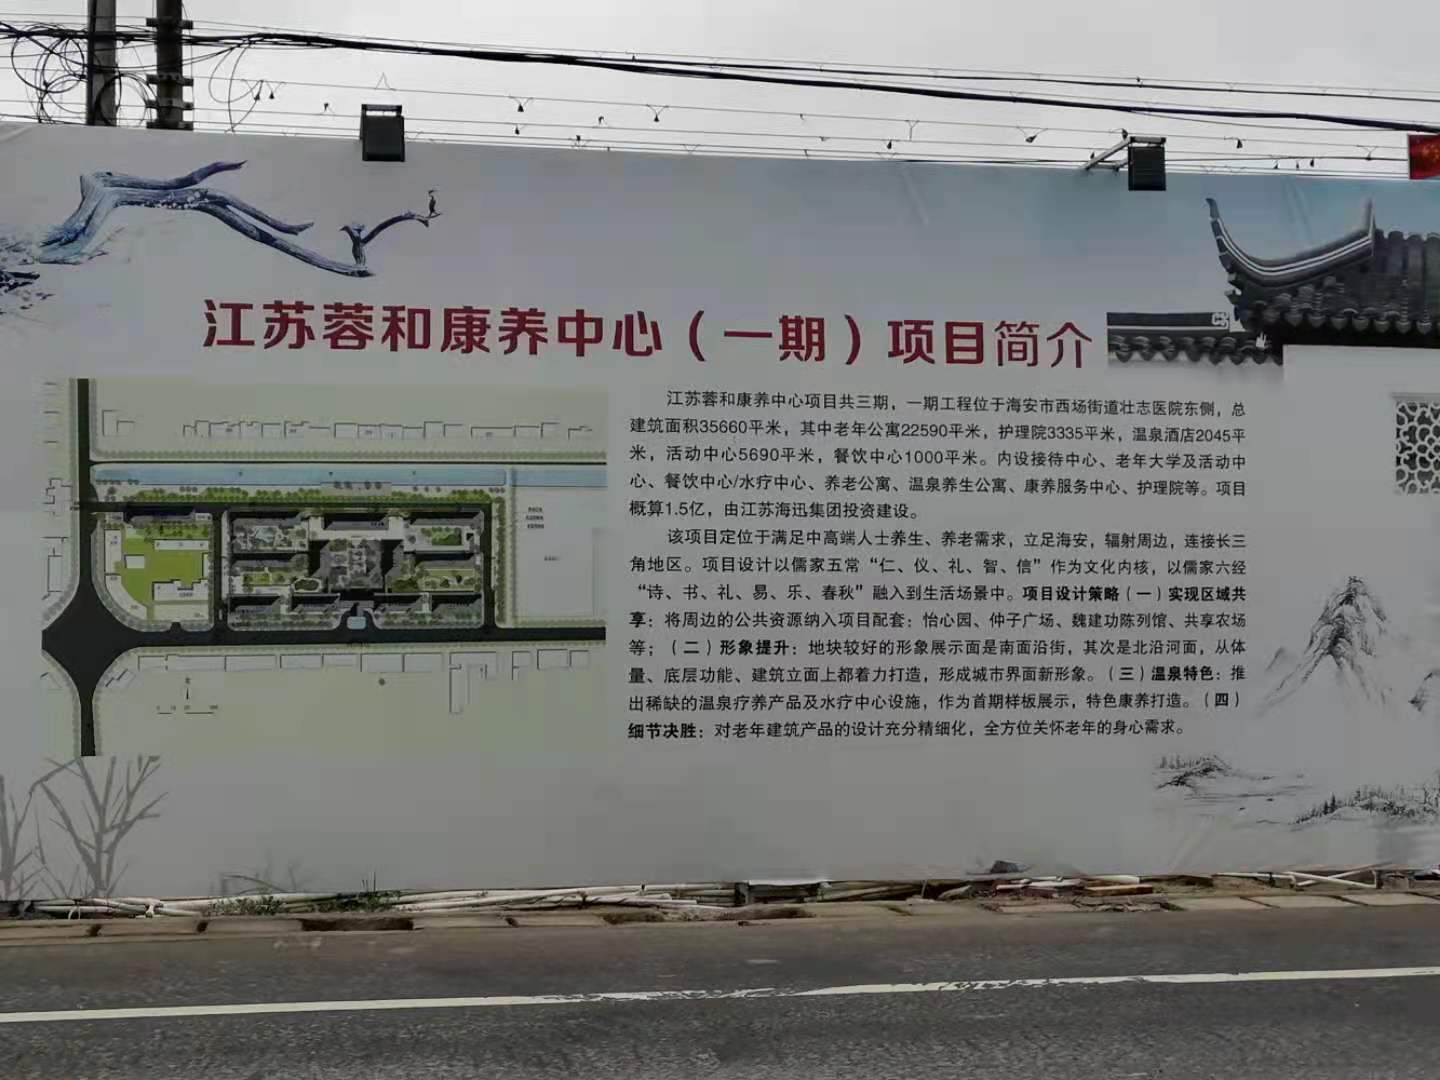 江苏蓉和康养中心（一期）项目简介
江苏蓉和康养中心项目共三期，一期工程位于海安市西场街道壮志医院东侧，总
建筑面积35660平米，其中老年公寓22590平米，护理院3335平米，温泉酒店2045平
米，活动中心5690平米，餐饮中心1000平米。内设接待中心、老年大学及活动中
心、餐饮中心/水疗中心、养老公寓、温泉养生公寓、康养服务中心、护理院等。项目
概算1.5亿，由江苏海迅集团投资建设。
该项目定位于满足中高端人士养生、养老需求，立足海安，辐射周边，连接长三
角地区。项目设计以儒家五常“仁、仪、礼、智、信”作为文化内核，以儒家六经
“诗、书、礼、易、乐、春秋”融入到生活场景中。项目设计策略（一）实现区域共
享：将周边的公共资源纳入项目配套：怡心园、仲子广场、魏建功陈列馆、共享农场
等；（二）形象提升：地块较好的形象展示面是南面沿街，其次是北沿河面，从体
量、底层功能、建筑立面上都着力打造，形成城市界面新形象。（三）温泉特色：推
出稀缺的温泉疗养产品及水疗中心设施，作为首期样板展示，特色康养打造。（四）
细节决胜：对老年建筑产品的设计充分精细化，全方位关怀老年的身心需求。